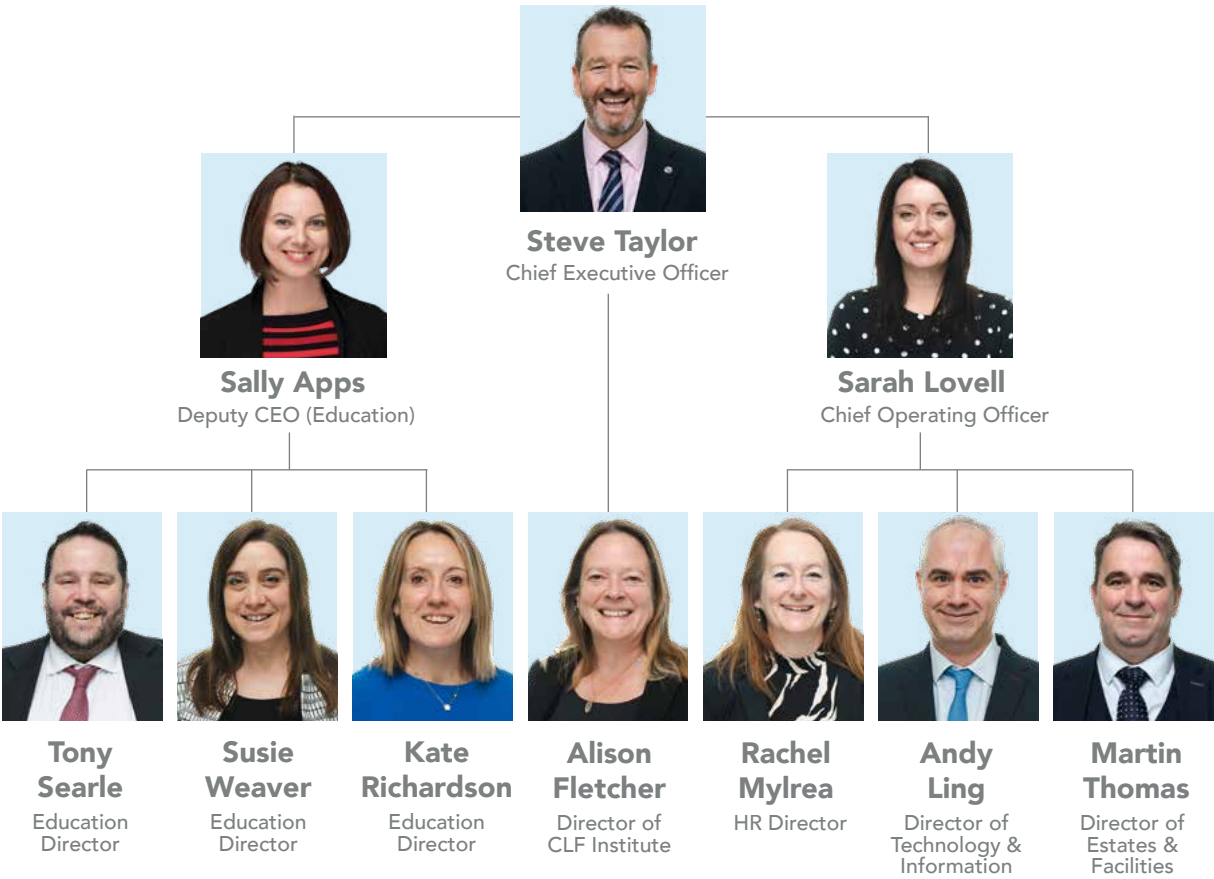 Steve Taylor
Chief Executive Officer
Sally Apps
Deputy CEO (Education)
Sarah Lovell
Chief Operating Officer
Tony
Searle
Education
Director
Susie
Weaver
Education
Director
Kate
Richardson
Education
Director
Alison
Fletcher
Director of
CLF Institute
Rachel
Mylrea
HR Director
Andy
Ling
Director of
Technology &
Information
Martin
Thomas
Director of
Estates &
Facilities